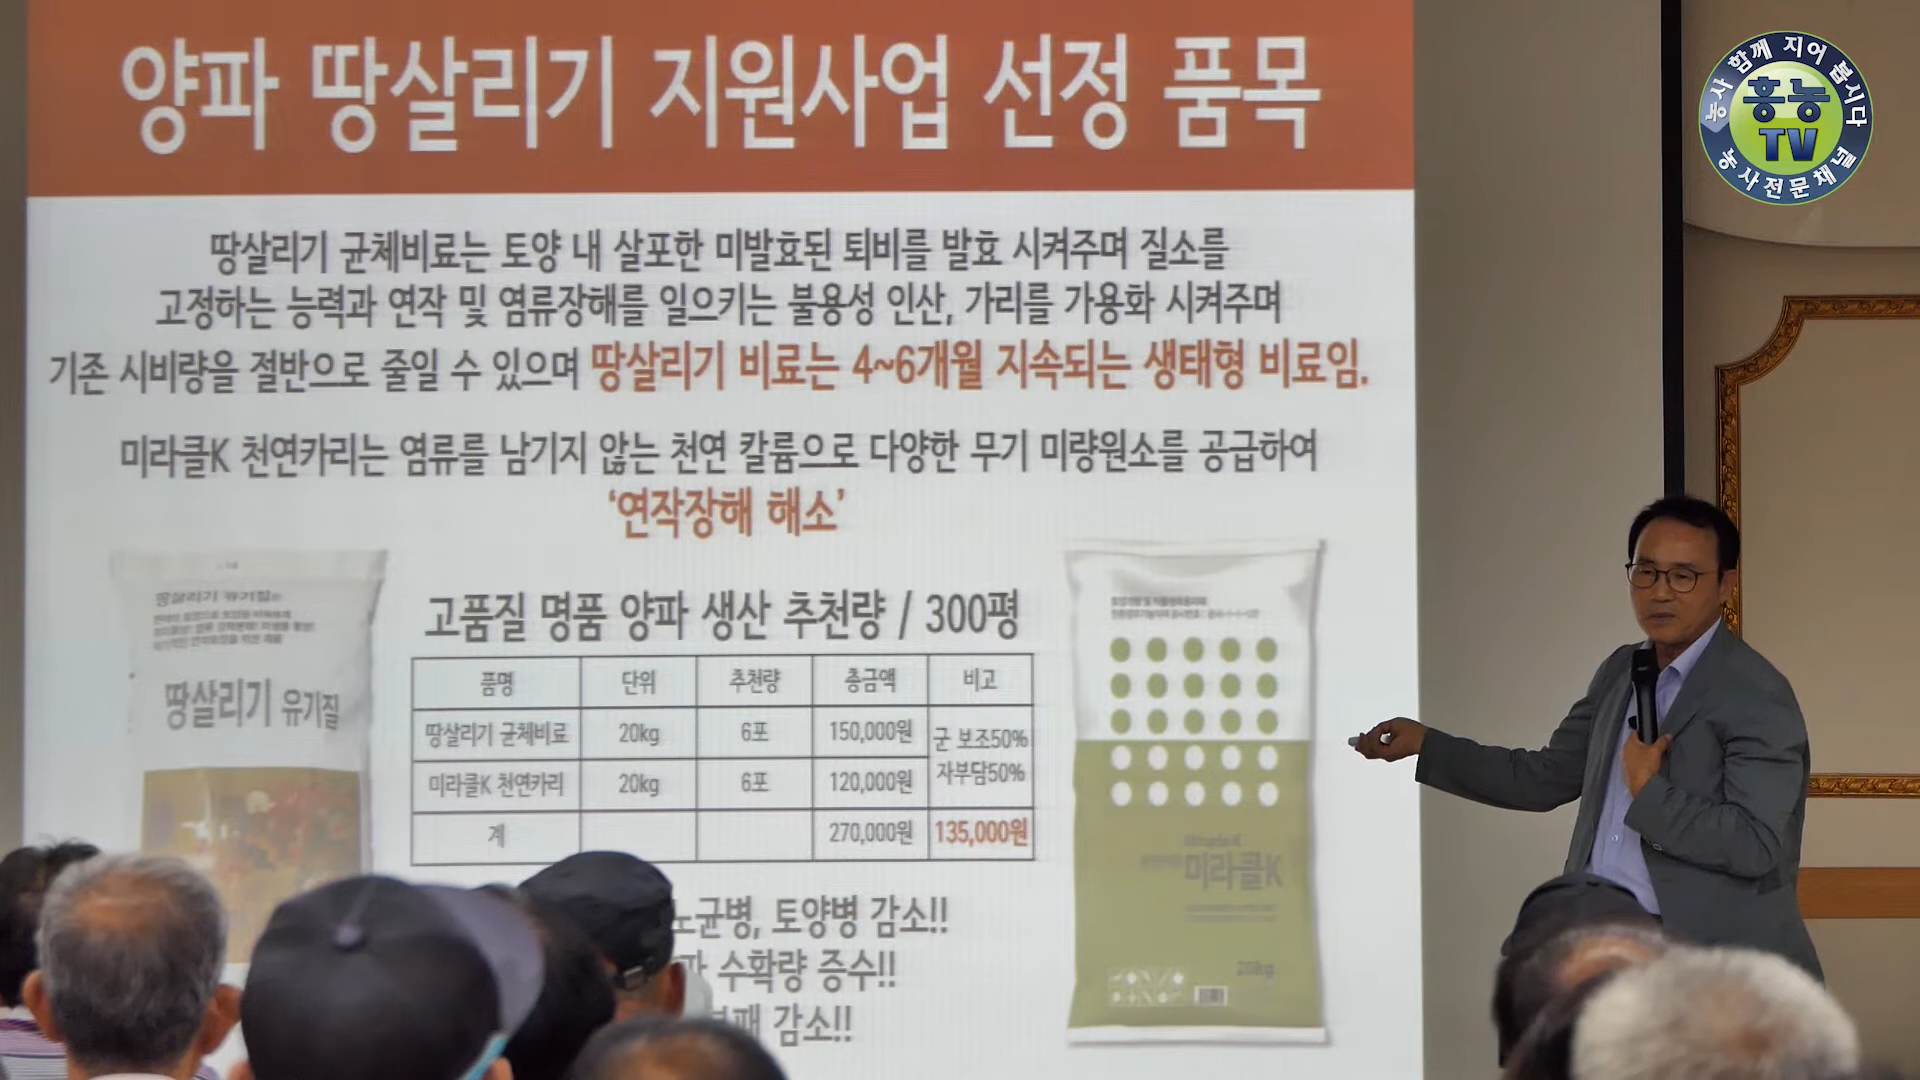 양파 땅살리기 지원사업 선정 품목
농사 함께 지어 봅시다
흥농
TV
농사전문채널
땅살리기 균체비료는 토양 내 살포한 미발효된 퇴비를 발효 시켜주며 질소를
고정하는 능력과 연작 및 염류장해를 일으키는 불용성 인산, 가리를 가용화 시켜주며
기존 시비량을 절반으로 줄일 수 있으며 땅살리기 비료는 4~6개월 지속되는 생태형 비료임.
미라클K 천연카리는 염류를 남기지 않는 천연 칼륨으로 다양한 무기 미량원소를 공급하여
‘연작장해 해소’
땅살리기 유기질
고품질 명품 양파 생산 추천량 / 300평
품명 단위 추천량 총금액 비고
땅살리기 균체비료 20kg 6포 150,000원 군 보조50%
자부담50%
미라클K 천연카리 20kg 6포 120,000원
계 270,000원 135,000원
노균병, 토양병 감소!!
수확량 증수!!
감소!!
미라클K
20kg